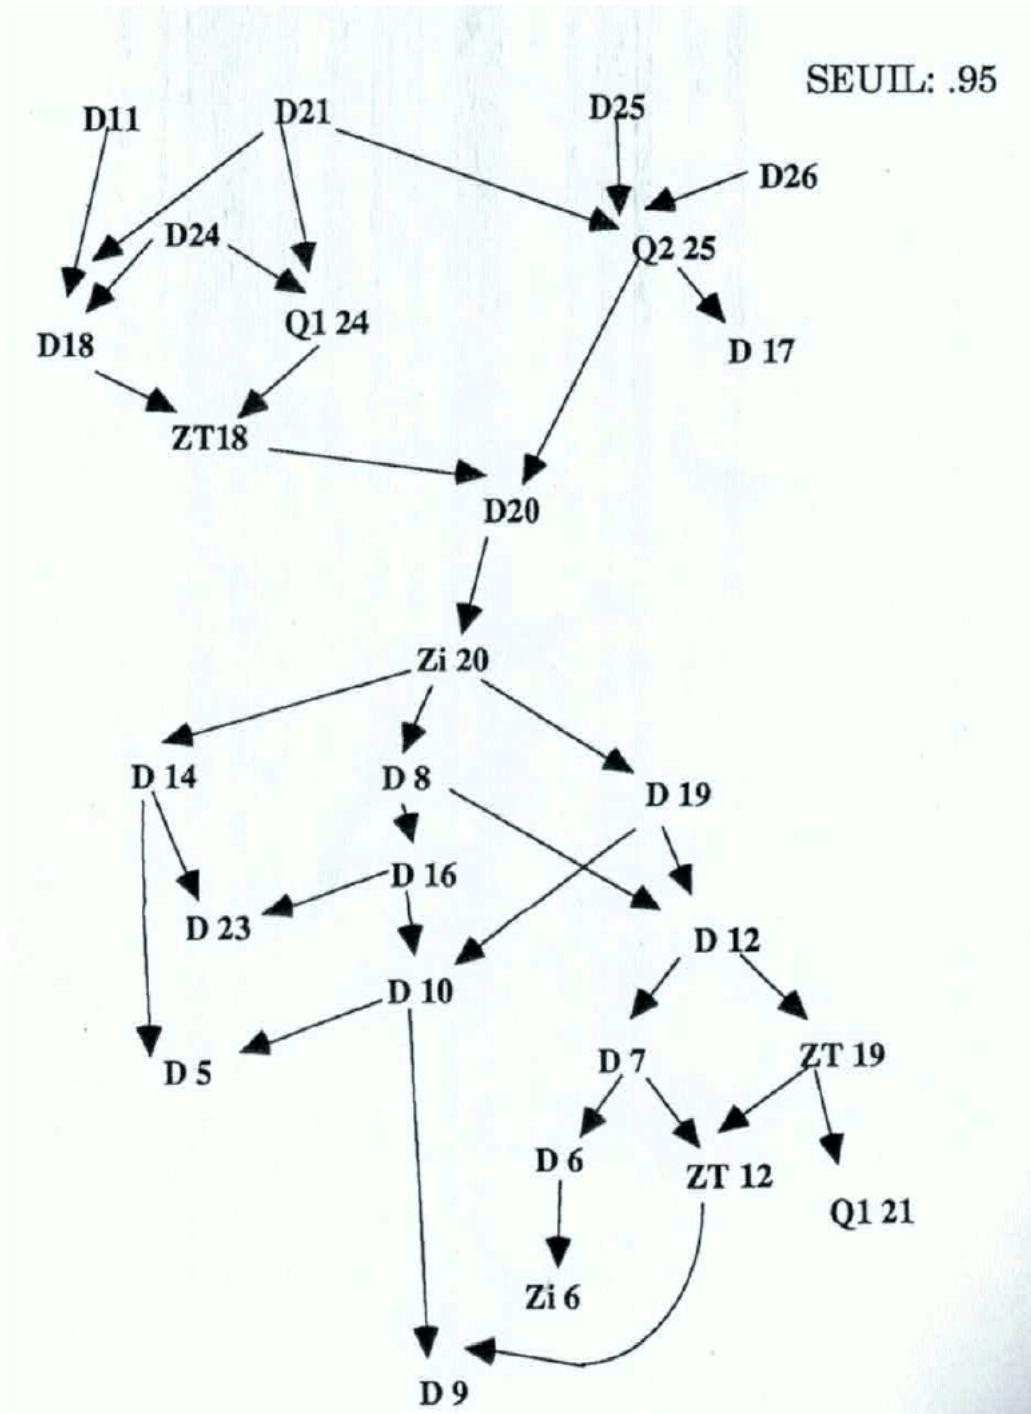 SEUIL: .95
D11
D21
D25
D26
D24
Q2 25
Q1 24
D18
D 17
ZT18
D20
Zi 20
D 14
D 8
D 19
D 16
D 23
D 12
D 10
D 7
ZT 19
D 5
D 6
ZT 12
Q1 21
Zi 6
D 9